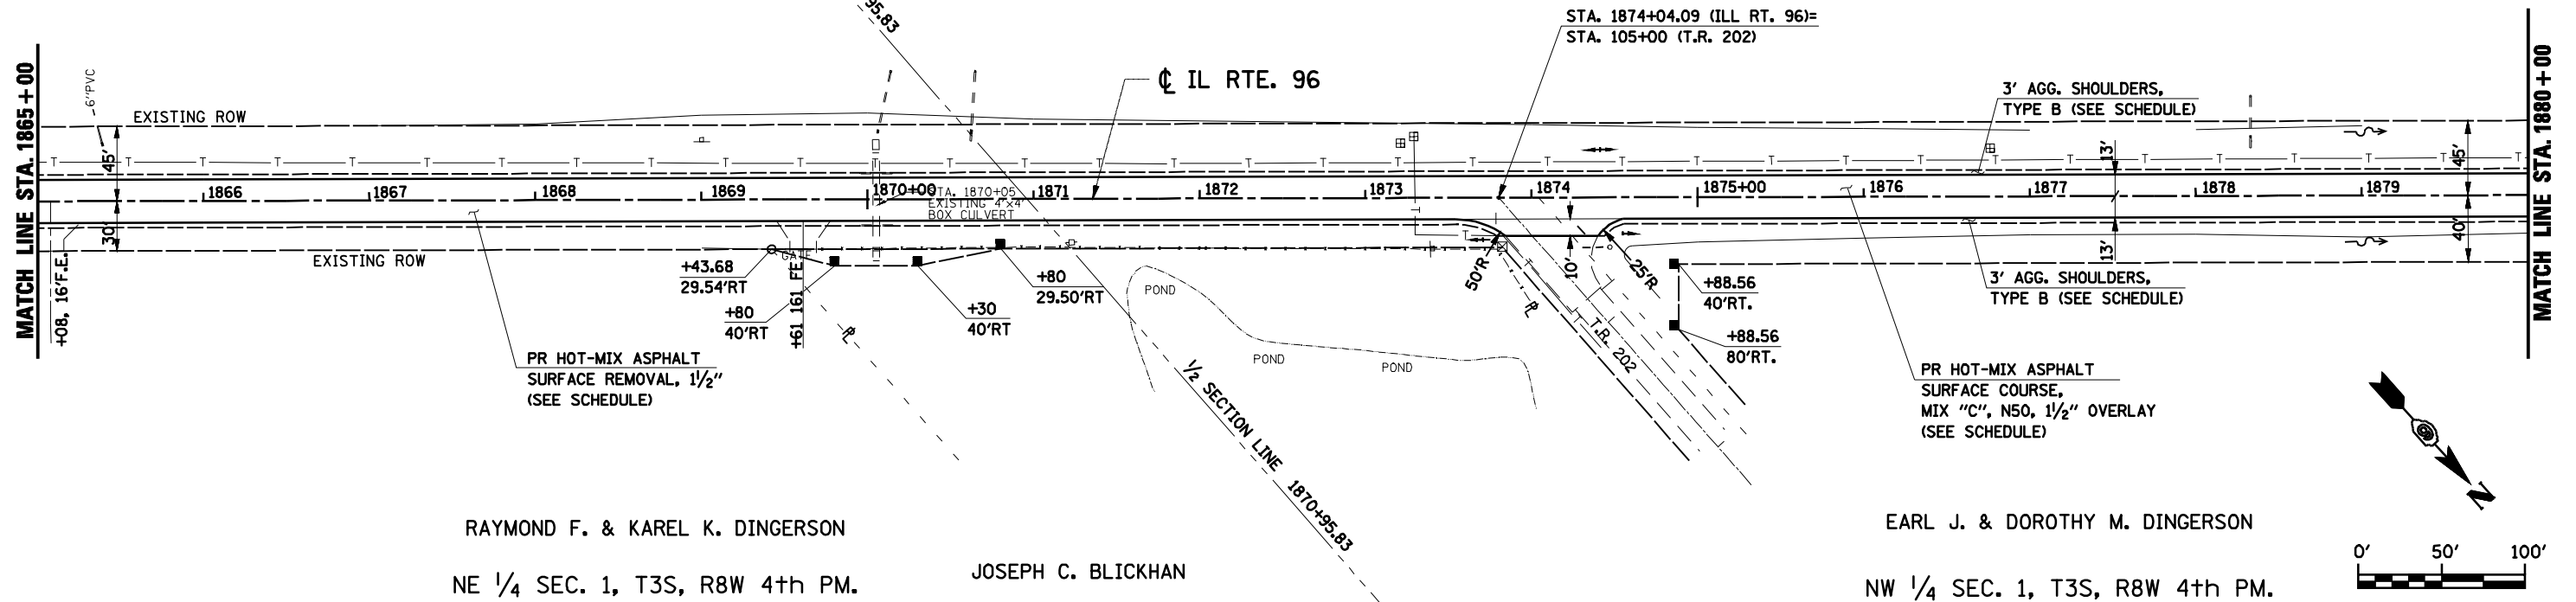 95.83
STA. 1874+04.09 (ILL RT. 96)=
STA. 105+00 (T.R. 202)
MATCH LINE STA. 1865+00
6"PVC
EXISTING ROW
℄ IL RTE. 96
3' AGG. SHOULDERS,
TYPE B (SEE SCHEDULE)
MATCH LINE STA. 1880+00
45'
T T T T T T T T T T T T T T T T T T T T T T T T T T T T T T T T T T
13'
45'
1866
1867
1868
1869
1870+00
1871
1872
1873
1874
1875+00
1876
1877
1878
1879
STA. 1870+05
EXISTING 4'x4'
BOX CULVERT
30'
+08, 16'F.E.
EXISTING ROW
GATE
+43.68
29.54'RT
+80
40'RT
+61 161 FE
+30
40'RT
+80
29.50'RT
POND
POND
POND
50'R
10'
25'R
T.R. 202
+88.56
40'RT.
+88.56
80'RT.
13'
40'
3' AGG. SHOULDERS,
TYPE B (SEE SCHEDULE)
PR HOT-MIX ASPHALT
SURFACE REMOVAL, 1½"
(SEE SCHEDULE)
PL
PL
½ SECTION LINE 1870+95.83
PR HOT-MIX ASPHALT
SURFACE COURSE,
MIX "C", N50, 1½" OVERLAY
(SEE SCHEDULE)
N
RAYMOND F. & KAREL K. DINGERSON
NE ¼ SEC. 1, T3S, R8W 4th PM.
JOSEPH C. BLICKHAN
EARL J. & DOROTHY M. DINGERSON
NW ¼ SEC. 1, T3S, R8W 4th PM.
0' 50' 100'